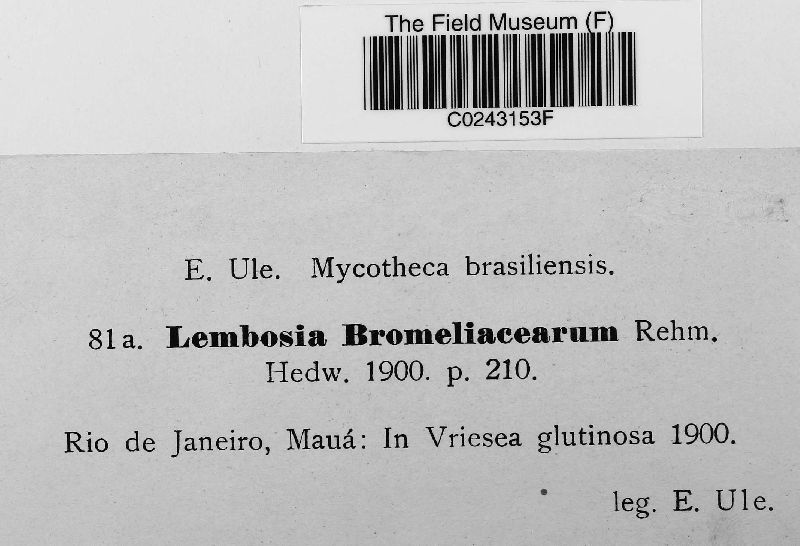 The Field Museum (F)
C0243153F
E. Ule. Mycotheca brasiliensis.
81a. Lembosia Bromeliacearum Rehm.
Hedw. 1900. p. 210.
Rio de Janeiro, Mauá: In Vriesea glutinosa 1900.
leg. E. Ule.